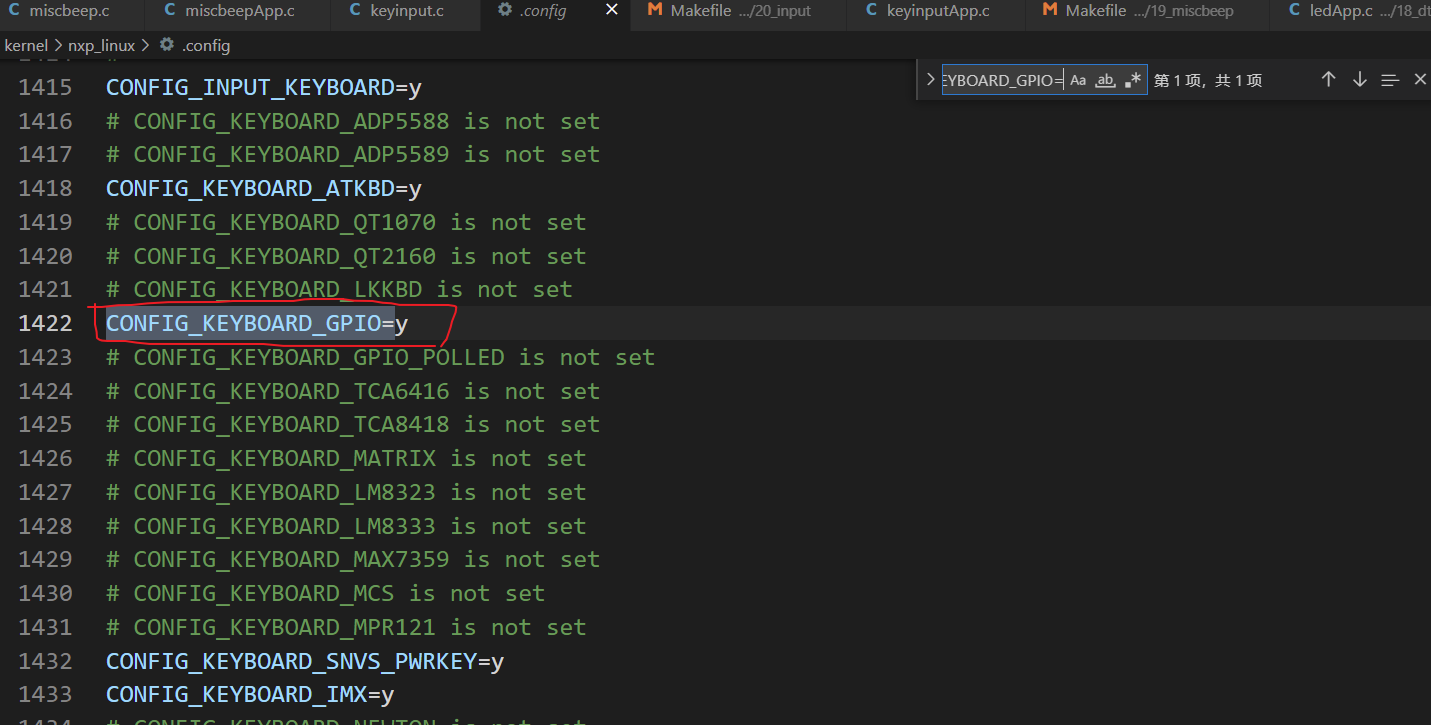 C miscbeep.c C miscbeepApp.c C keyinput.c .config × M Makefile .../20_input C keyinputApp.c M Makefile .../19_miscbeep C ledApp.c .../18_dt
kernel > nxp_linux > .config
EYBOARD_GPIO= Aa ab .* 第 1 项，共 1 项
1415 CONFIG_INPUT_KEYBOARD=y
1416 # CONFIG_KEYBOARD_ADP5588 is not set
1417 # CONFIG_KEYBOARD_ADP5589 is not set
1418 CONFIG_KEYBOARD_ATKBD=y
1419 # CONFIG_KEYBOARD_QT1070 is not set
1420 # CONFIG_KEYBOARD_QT2160 is not set
1421 # CONFIG_KEYBOARD_LKKBD is not set
1422 CONFIG_KEYBOARD_GPIO=y
1423 # CONFIG_KEYBOARD_GPIO_POLLED is not set
1424 # CONFIG_KEYBOARD_TCA6416 is not set
1425 # CONFIG_KEYBOARD_TCA8418 is not set
1426 # CONFIG_KEYBOARD_MATRIX is not set
1427 # CONFIG_KEYBOARD_LM8323 is not set
1428 # CONFIG_KEYBOARD_LM8333 is not set
1429 # CONFIG_KEYBOARD_MAX7359 is not set
1430 # CONFIG_KEYBOARD_MCS is not set
1431 # CONFIG_KEYBOARD_MPR121 is not set
1432 CONFIG_KEYBOARD_SNVS_PWRKEY=y
1433 CONFIG_KEYBOARD_IMX=y
1434 # CONFIG_KEYBOARD_NEWTON is not set